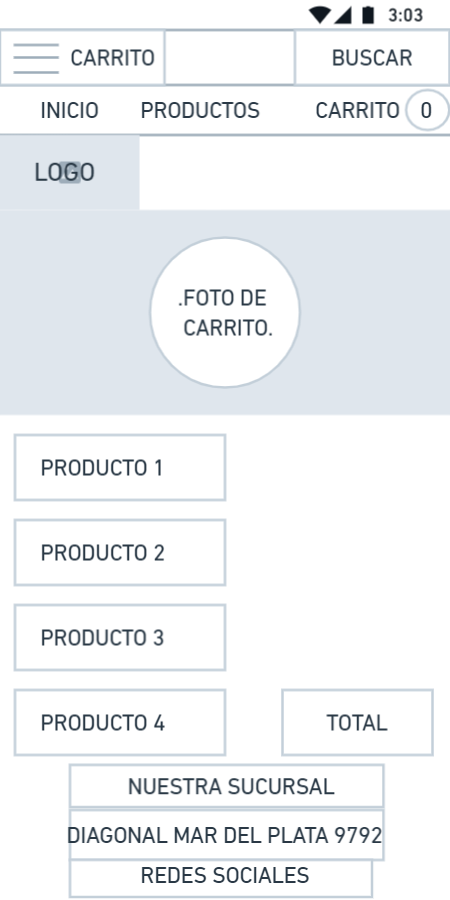 3:03
CARRITO BUSCAR
INICIO PRODUCTOS CARRITO 0
LOGO
.FOTO DE
CARRITO.
PRODUCTO 1
PRODUCTO 2
PRODUCTO 3
PRODUCTO 4 TOTAL
NUESTRA SUCURSAL
DIAGONAL MAR DEL PLATA 9792
REDES SOCIALES